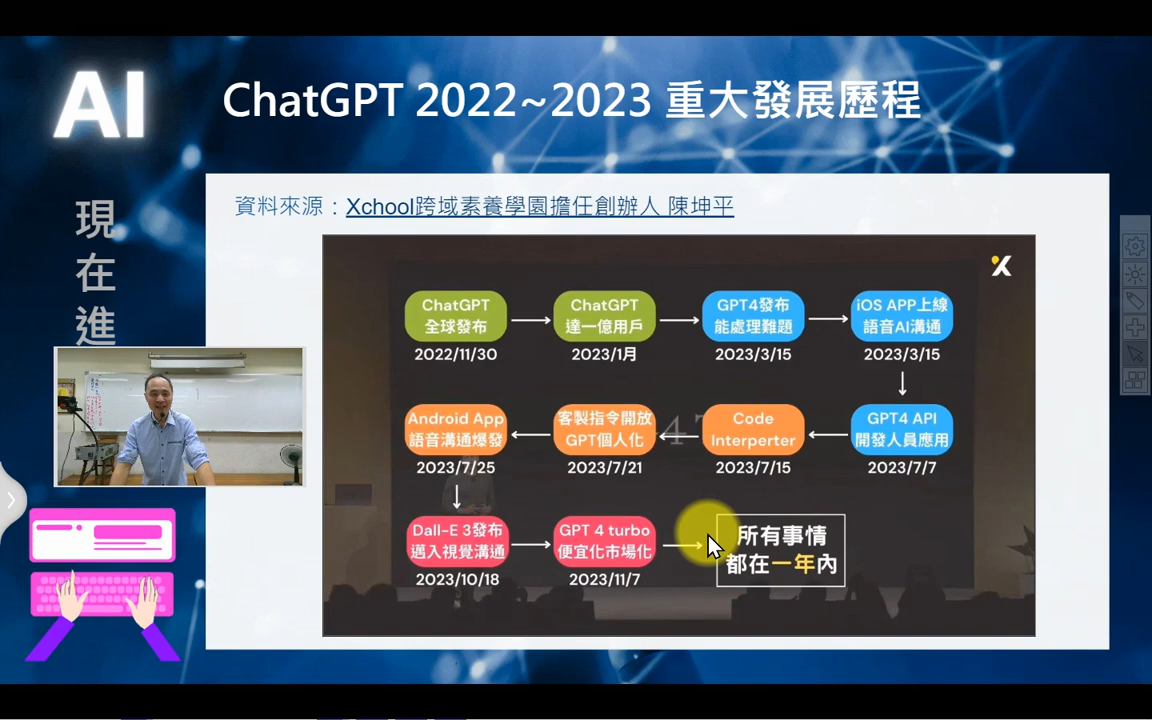 AI
ChatGPT 2022~2023 重大發展歷程
現
在
進
資料來源：Xchool跨域素養學園擔任創辦人 陳坤平
X
ChatGPT
全球發布
2022/11/30
ChatGPT
達一億用戶
2023/1月
GPT4發布
能處理難題
2023/3/15
iOS APP上線
語音AI溝通
2023/3/15
GPT4 API
開發人員應用
2023/7/7
Code
Interperter
2023/7/15
客製指令開放
GPT個人化
2023/7/21
Android App
語音溝通爆發
2023/7/25
Dall-E 3發布
邁入視覺溝通
2023/10/18
GPT 4 turbo
便宜化市場化
2023/11/7
所有事情
都在一年內